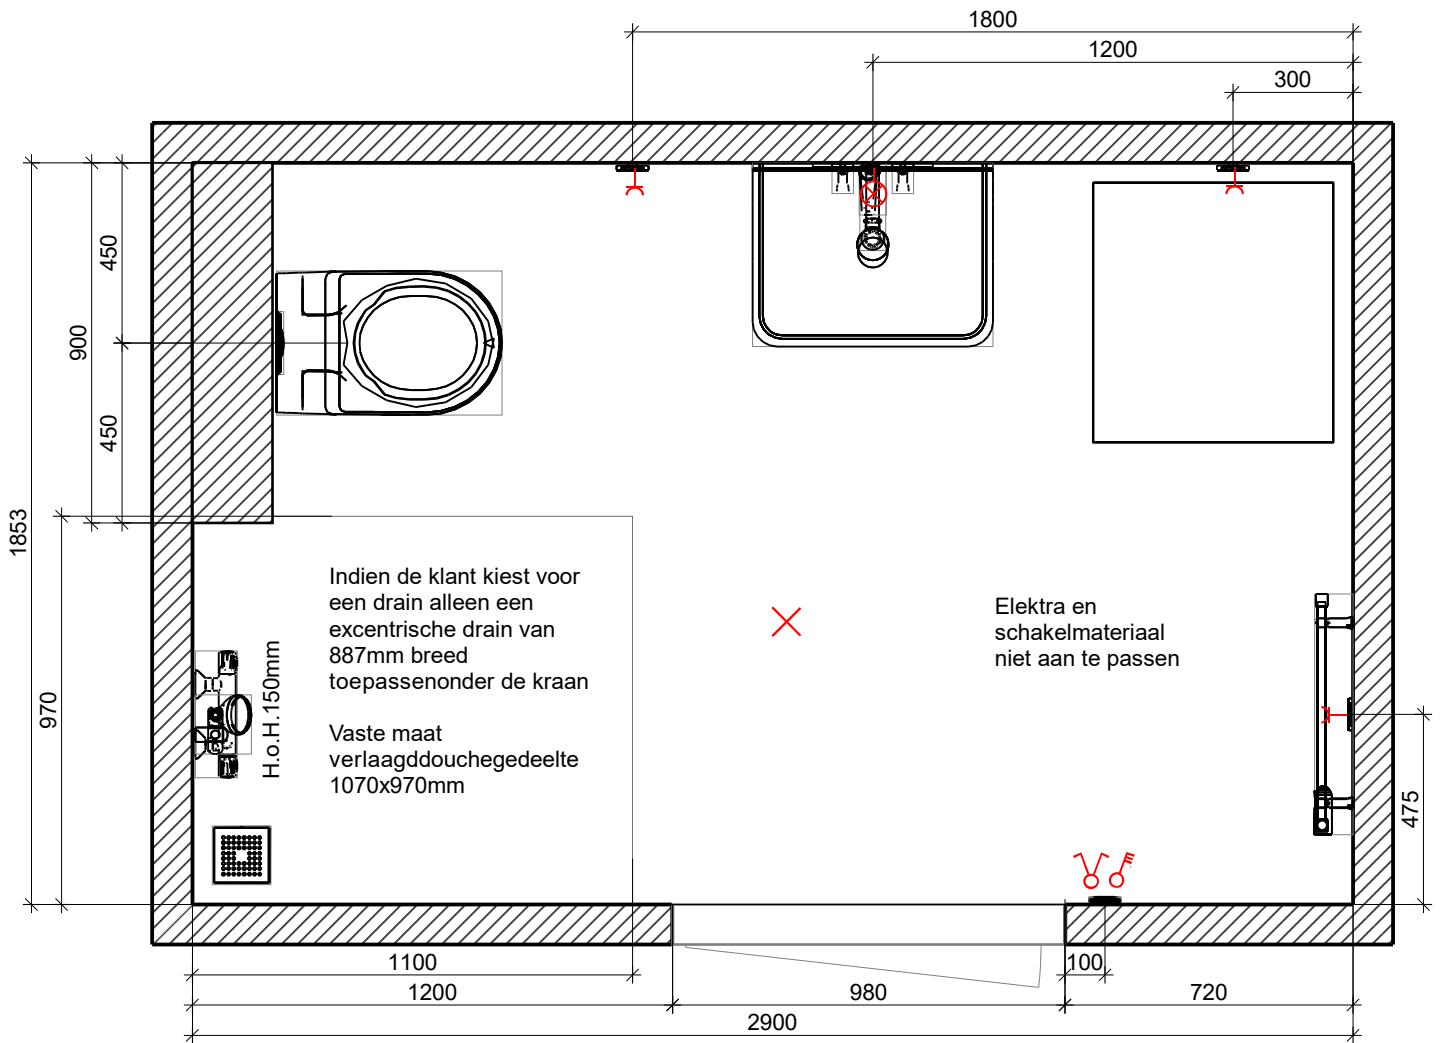 1800
1200
300
450
900
450
1853
970
Indien de klant kiest voor
een drain alleen een
excentrische drain van
887mm breed
toepassenonder de kraan
Vaste maat
verlaagddouchegedeelte
1070x970mm
H.o.H.150mm
Elektra en
schakelmateriaal
niet aan te passen
475
1100
100
1200
980
720
2900